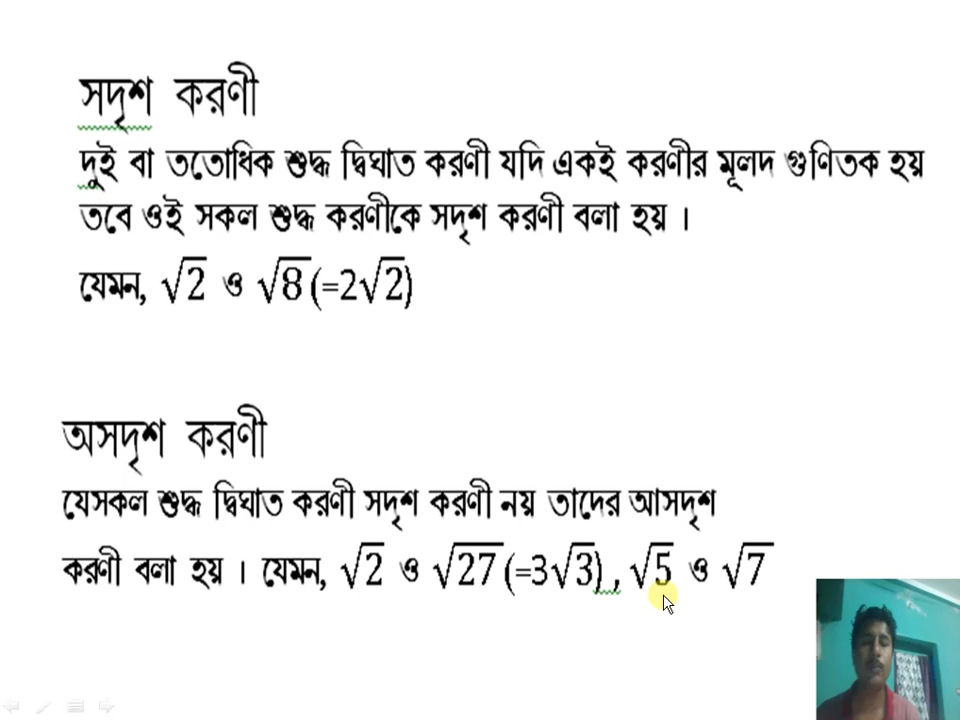 সদৃশ করণী
দুই বা ততোধিক শুদ্ধ দ্বিঘাত করণী যদি একই করণীর মূলদ গুণিতক হয়
তবে ওই সকল শুদ্ধ করণীকে সদৃশ করণী বলা হয় ।
যেমন, √2 ও √8(=2√2)
অসদৃশ করণী
যেসকল শুদ্ধ দ্বিঘাত করণী সদৃশ করণী নয় তাদের আসদৃশ
করণী বলা হয় । যেমন, √2 ও √27(=3√3) , √5 ও √7